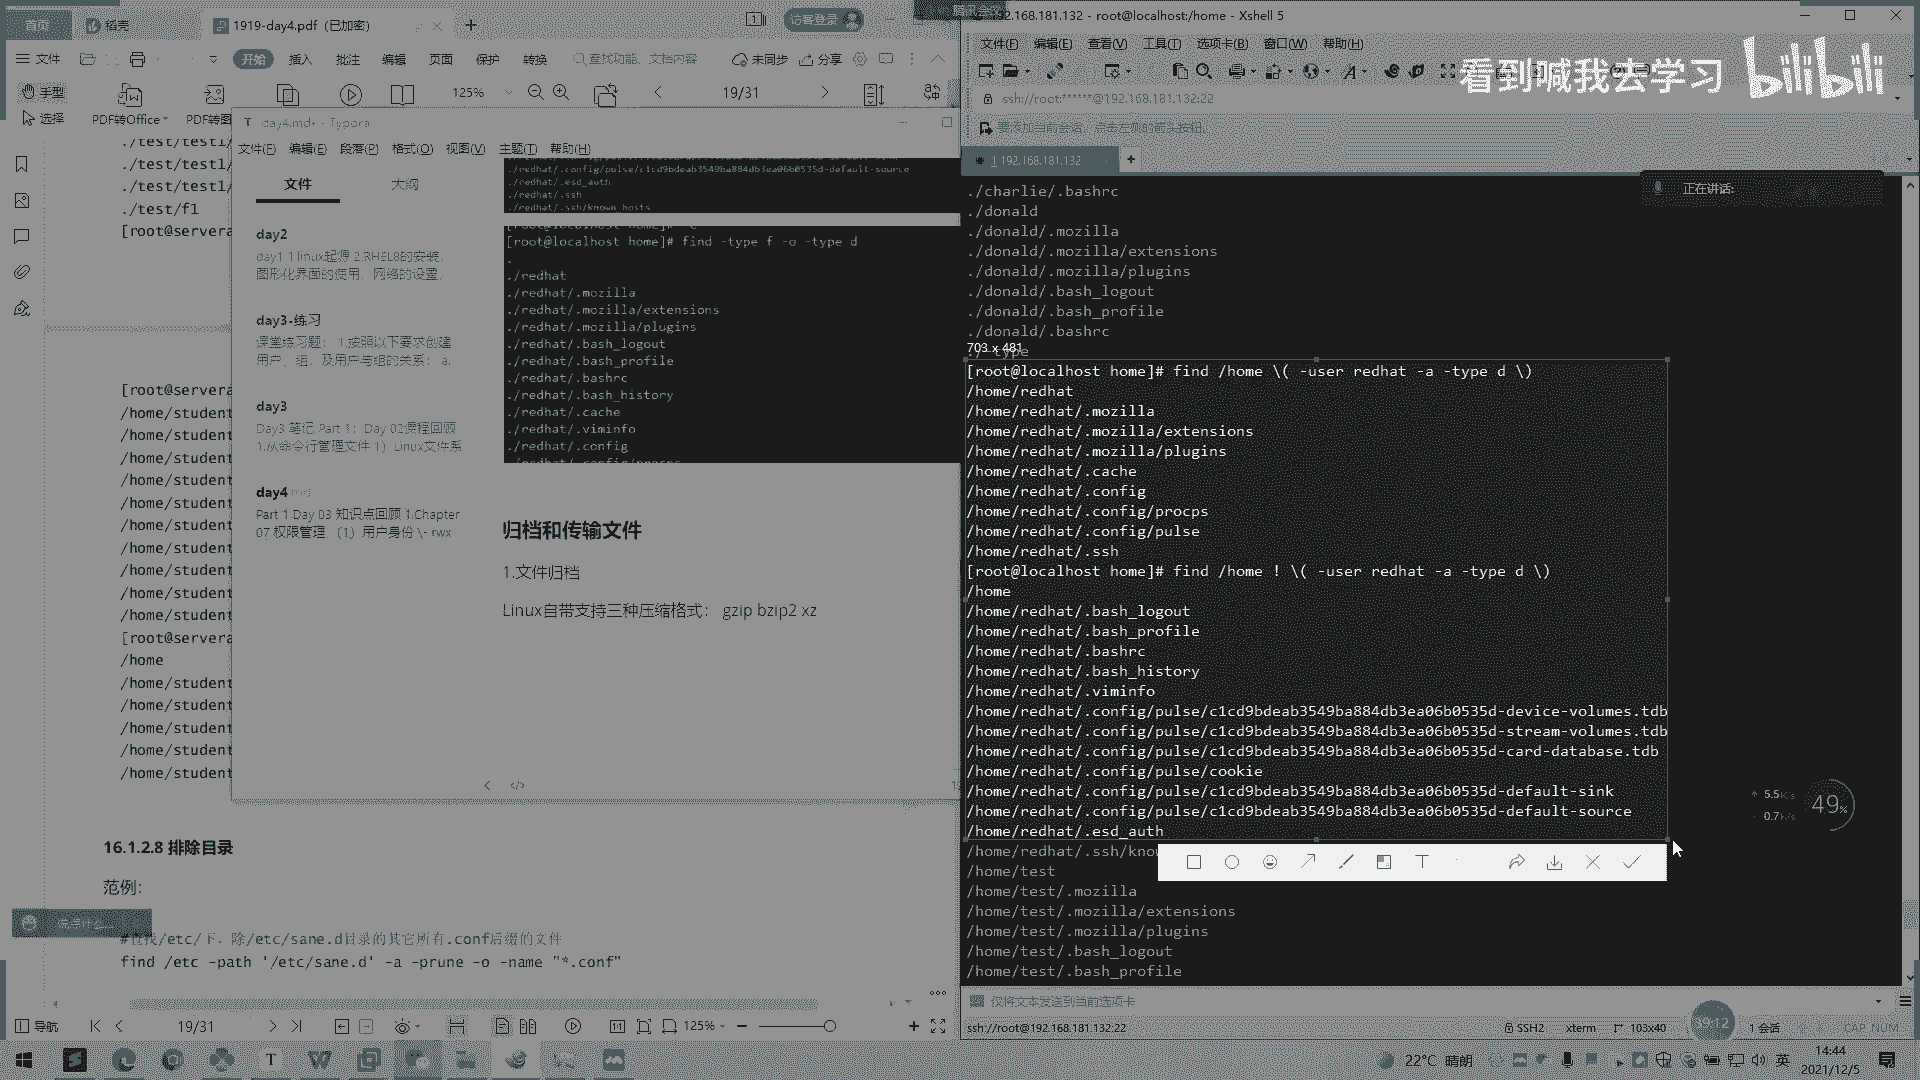 首页
稻壳
1919-day4.pdf (已加密)
访客登录
文件
开始
插入
批注
编辑
页面
保护
转换
查找功能、文档内容
未同步
分享
手型
选择
PDF转Office
PDF转图
125%
19/31
./test/test1/
./test/test1/
./test/test1/
./test/f1
[root@servera
[root@servera
/home/student
/home/student
/home/student
/home/student
/home/student
/home/student
/home/student
/home/student
/home/student
/home/student
[root@servera
/home
/home/student
/home/student
/home/student
/home/student
/home/student
16.1.2.8 排除目录
范例:
#查找/etc/下，除/etc/sane.d目录的其它所有.conf后缀的文件
find /etc -path '/etc/sane.d' -a -prune -o -name "*.conf"
导航
19/31
125%
day4.md - Typora
文件(F) 编辑(E) 段落(P) 格式(O) 视图(V) 主题(T) 帮助(H)
文件
大纲
day2
day1 1.linux起源 2.RHEL8的安装，
图形化界面的使用，网络的设置，
day3-练习
课堂练习题： 1.按照以下要求创建
用户、组，及用户与组的关系： a.
day3
Day3 笔记 Part 1：Day 02课程回顾
1.从命令行管理文件 1）Linux文件系
day4.md
Part 1 Day 03 知识点回顾 1.Chapter
07 权限管理 （1）用户身份 \- rwx
./redhat/.config/pulse/c1cd9bdeab3549ba884db3ea06b0535d-default-source
./redhat/.esd_auth
./redhat/.ssh
./redhat/.ssh/known_hosts
[root@localhost home]# find -type f -o -type d
.
./redhat
./redhat/.mozilla
./redhat/.mozilla/extensions
./redhat/.mozilla/plugins
./redhat/.bash_logout
./redhat/.bash_profile
./redhat/.bashrc
./redhat/.bash_history
./redhat/.cache
./redhat/.viminfo
./redhat/.config
./redhat/.config/procps
归档和传输文件
1.文件归档
Linux自带支持三种压缩格式： gzip bzip2 xz
192.168.181.132 - root@localhost:/home - Xshell 5
文件(F) 编辑(E) 查看(V) 工具(T) 选项卡(B) 窗口(W) 帮助(H)
看到喊我去学习
bilibili
ssh://root:******@192.168.181.132:22
要添加当前会话，点击左侧的箭头按钮。
1 192.168.181.132
正在讲话:
./charlie/.bashrc
./donald
./donald/.mozilla
./donald/.mozilla/extensions
./donald/.mozilla/plugins
./donald/.bash_logout
./donald/.bash_profile
./donald/.bashrc
703 x 481
[root@localhost home]# find /home \( -user redhat -a -type d \)
/home/redhat
/home/redhat/.mozilla
/home/redhat/.mozilla/extensions
/home/redhat/.mozilla/plugins
/home/redhat/.cache
/home/redhat/.config
/home/redhat/.config/procps
/home/redhat/.config/pulse
/home/redhat/.ssh
[root@localhost home]# find /home ! \( -user redhat -a -type d \)
/home
/home/redhat/.bash_logout
/home/redhat/.bash_profile
/home/redhat/.bashrc
/home/redhat/.bash_history
/home/redhat/.viminfo
/home/redhat/.config/pulse/c1cd9bdeab3549ba884db3ea06b0535d-device-volumes.tdb
/home/redhat/.config/pulse/c1cd9bdeab3549ba884db3ea06b0535d-stream-volumes.tdb
/home/redhat/.config/pulse/c1cd9bdeab3549ba884db3ea06b0535d-card-database.tdb
/home/redhat/.config/pulse/cookie
/home/redhat/.config/pulse/c1cd9bdeab3549ba884db3ea06b0535d-default-sink
/home/redhat/.config/pulse/c1cd9bdeab3549ba884db3ea06b0535d-default-source
/home/redhat/.esd_auth
/home/redhat/.ssh/kno
/home/test
/home/test/.mozilla
/home/test/.mozilla/extensions
/home/test/.mozilla/plugins
/home/test/.bash_logout
/home/test/.bash_profile
5.5K/s
0.7K/s
49%
仅将文本发送到当前选项卡
ssh://root@192.168.181.132:22
SSH2
xterm
103x40
39:12
1 会话
CAP NUM
22°C 晴朗
英
14:44
2021/12/5